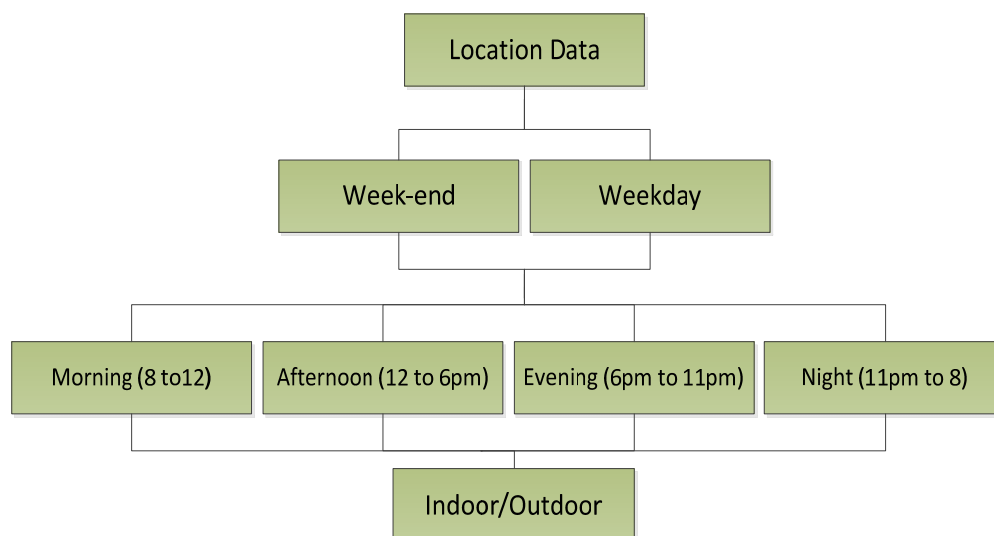 Location Data
Week-end
Weekday
Morning (8 to12)
Afternoon (12 to 6pm)
Evening (6pm to 11pm)
Night (11pm to 8)
Indoor/Outdoor